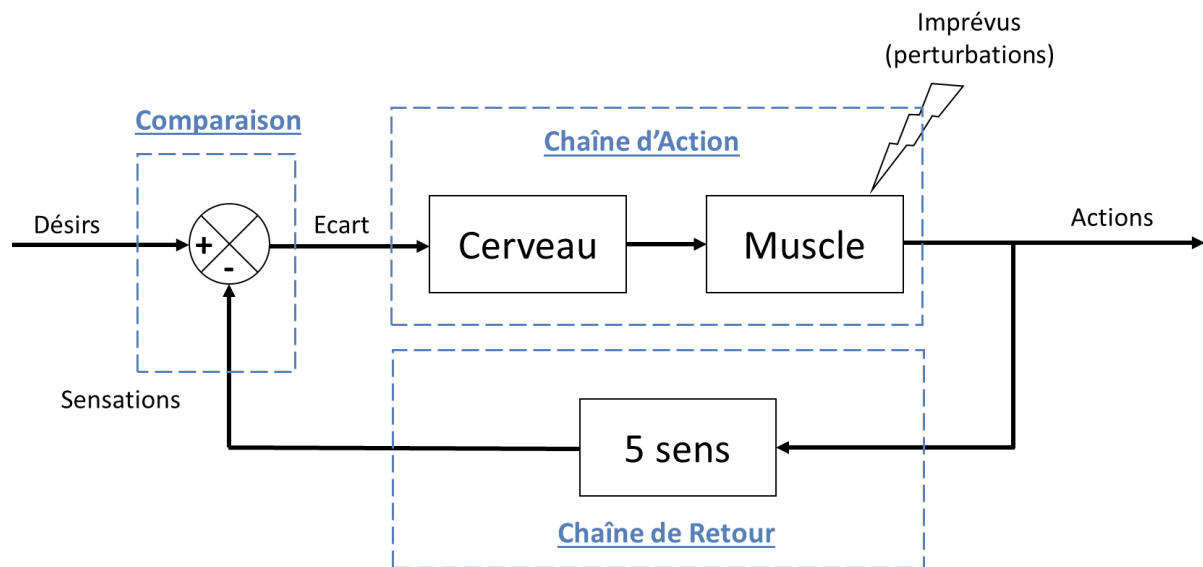 Imprévus
(perturbations)
Comparaison
Chaîne d’Action
Désirs
+
-
Ecart
Cerveau
Muscle
Actions
Sensations
5 sens
Chaîne de Retour